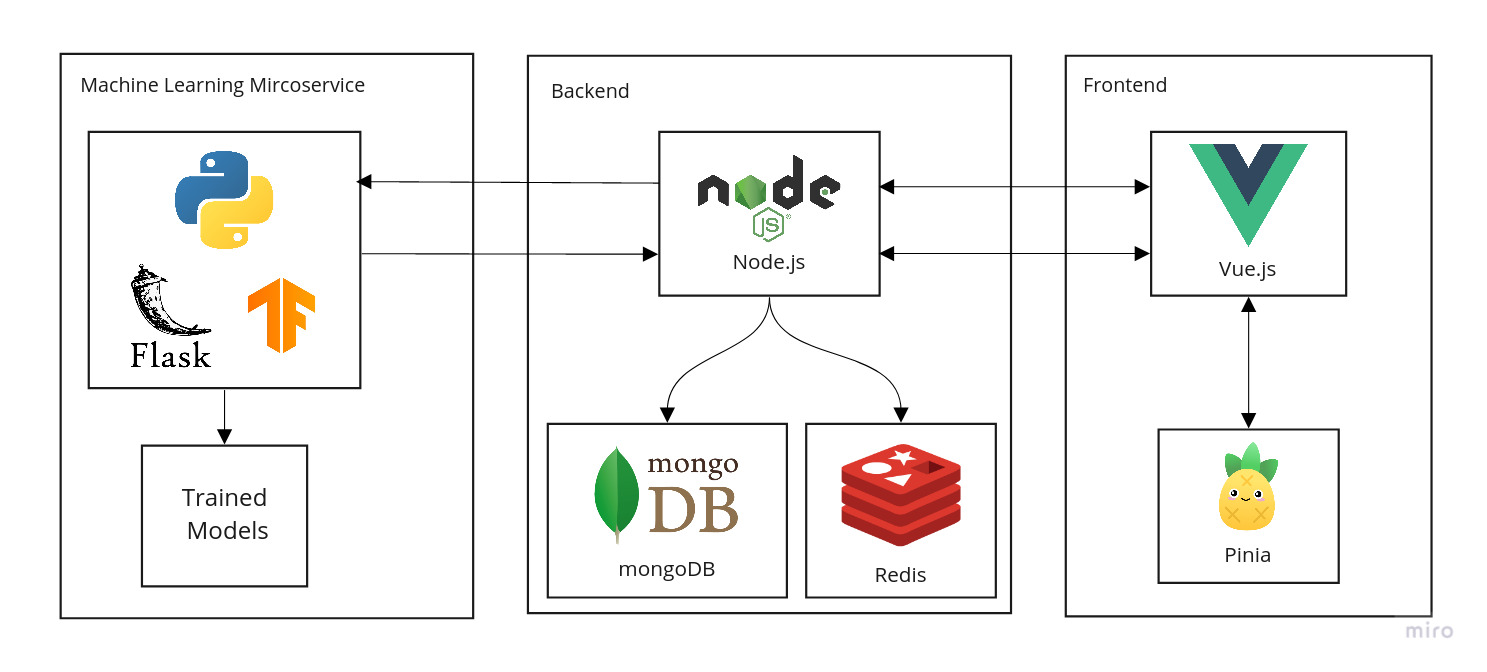 Machine Learning Mircoservice
Flask
Trained
Models
Backend
node
JS
Node.js
mongo
DB
mongoDB
Redis
Frontend
Vue.js
Pinia
miro